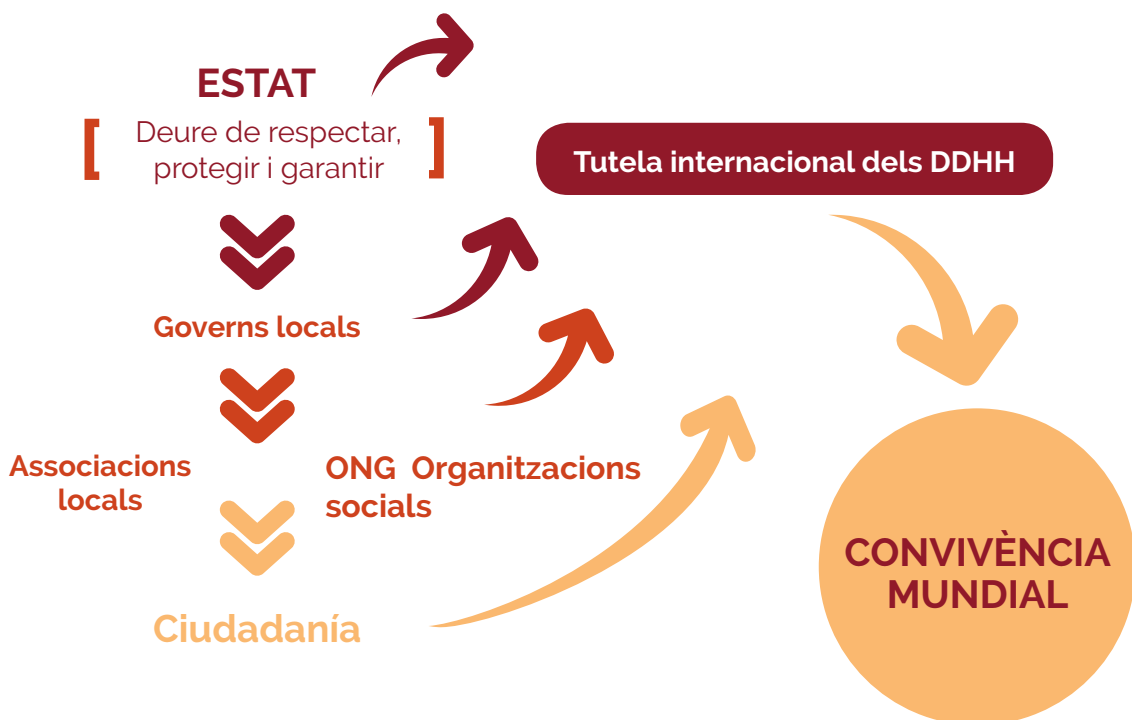 ESTAT
[ Deure de respectar, ]
protegir i garantir
Tutela internacional dels DDHH
Governs locals
Associacions
locals
ONG Organitzacions
socials
Ciudadanía
CONVIVÈNCIA
MUNDIAL